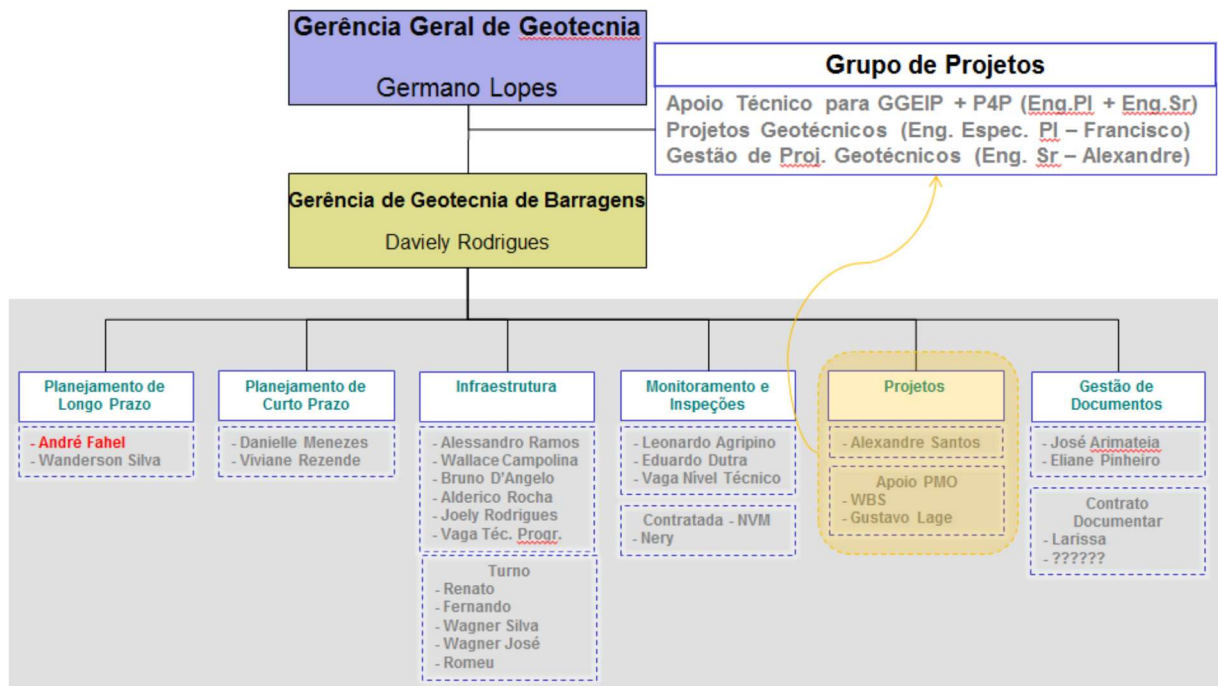 Gerência Geral de Geotecnia
Germano Lopes
Grupo de Projetos
Apoio Técnico para GGEIP + P4P (Eng.Pl + Eng.Sr)
Projetos Geotécnicos (Eng. Espec. Pl – Francisco)
Gestão de Proj. Geotécnicos (Eng. Sr – Alexandre)
Gerência de Geotecnia de Barragens
Daviely Rodrigues
Planejamento de
Longo Prazo
- André Fahel
- Wanderson Silva
Planejamento de
Curto Prazo
- Danielle Menezes
- Viviane Rezende
Infraestrutura
- Alessandro Ramos
- Wallace Campolina
- Bruno D'Angelo
- Alderico Rocha
- Joely Rodrigues
- Vaga Téc. Progr.
Turno
- Renato
- Fernando
- Wagner Silva
- Wagner José
- Romeu
Monitoramento e
Inspeções
- Leonardo Agripino
- Eduardo Dutra
- Vaga Nível Técnico
Contratada - NVM
- Nery
Projetos
- Alexandre Santos
Apoio PMO
- WBS
- Gustavo Lage
Gestão de
Documentos
- José Arimateia
- Eliane Pinheiro
Contrato
Documentar
- Larissa
- ??????